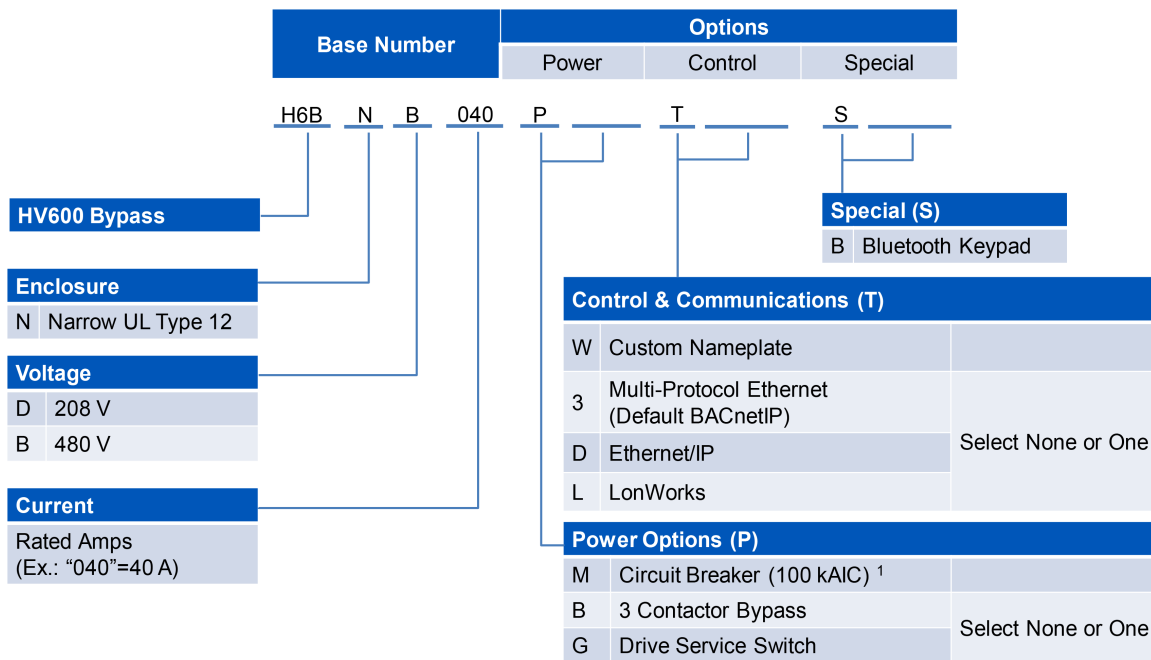 Base Number
Options
Power Control Special
H6B N B 040 P T S
HV600 Bypass
Enclosure
N Narrow UL Type 12
Voltage
D 208 V
B 480 V
Current
Rated Amps
(Ex.: “040”=40 A)
Special (S)
B Bluetooth Keypad
Control & Communications (T)
W Custom Nameplate
3 Multi-Protocol Ethernet
(Default BACnetIP)
Select None or One
D Ethernet/IP
L LonWorks
Power Options (P)
M Circuit Breaker (100 kAIC) 1
B 3 Contactor Bypass
Select None or One
G Drive Service Switch